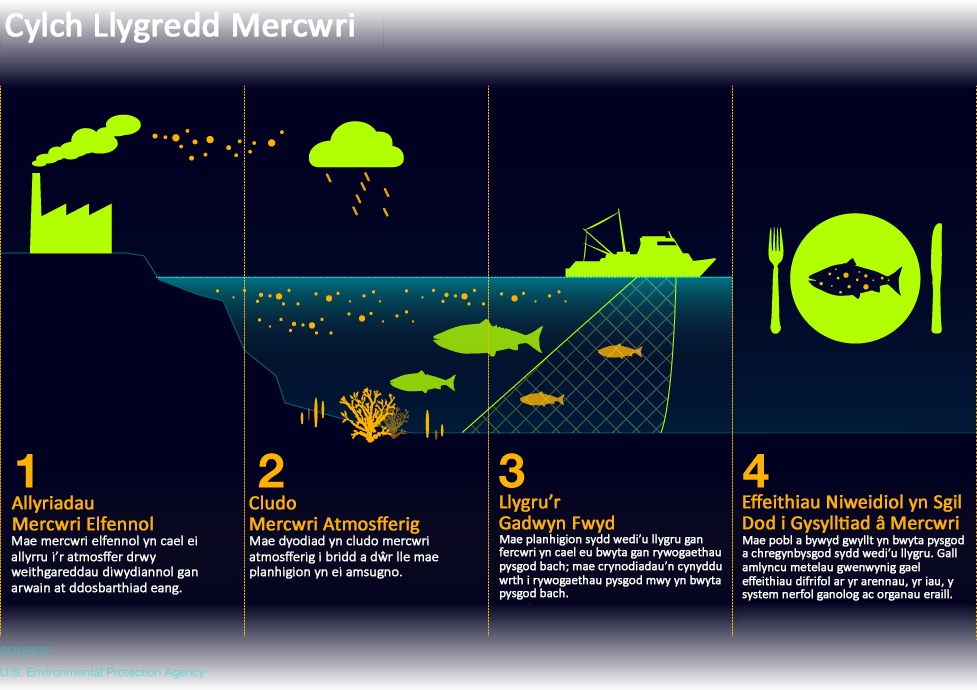 Cylch Llygredd Mercwri
1
Allyriadau
Mercwri Elfennol
Mae mercwri elfennol yn cael ei
allyrru i'r atmosffer drwy
weithgareddau diwydiannol gan
arwain at ddosbarthiad eang.
2
Cludo
Mercwri Atmosfferig
Mae dyodiad yn cludo mercwri
atmosfferig i bridd a dŵr lle mae
planhigion yn ei amsugno.
3
Llygru'r
Gadwyn Fwyd
Mae planhigion sydd wedi'u llygru gan
fercwri yn cael eu bwyta gan rywogaethau
pysgod bach; mae crynodiadau'n cynyddu
wrth i rywogaethau pysgod mwy yn bwyta
pysgod bach.
4
Effeithiau Niweidiol yn Sgil
Dod i Gysylltiad â Mercwri
Mae pobl a bywyd gwyllt yn bwyta pysgod
a chregynbysgod sydd wedi'u llygru. Gall
amlyncu metelau gwenwynig gael
effeithiau difrifol ar yr arennau, yr iau, y
system nerfol ganolog ac organau eraill.
SOURCE:
U.S. Environmental Protection Agency